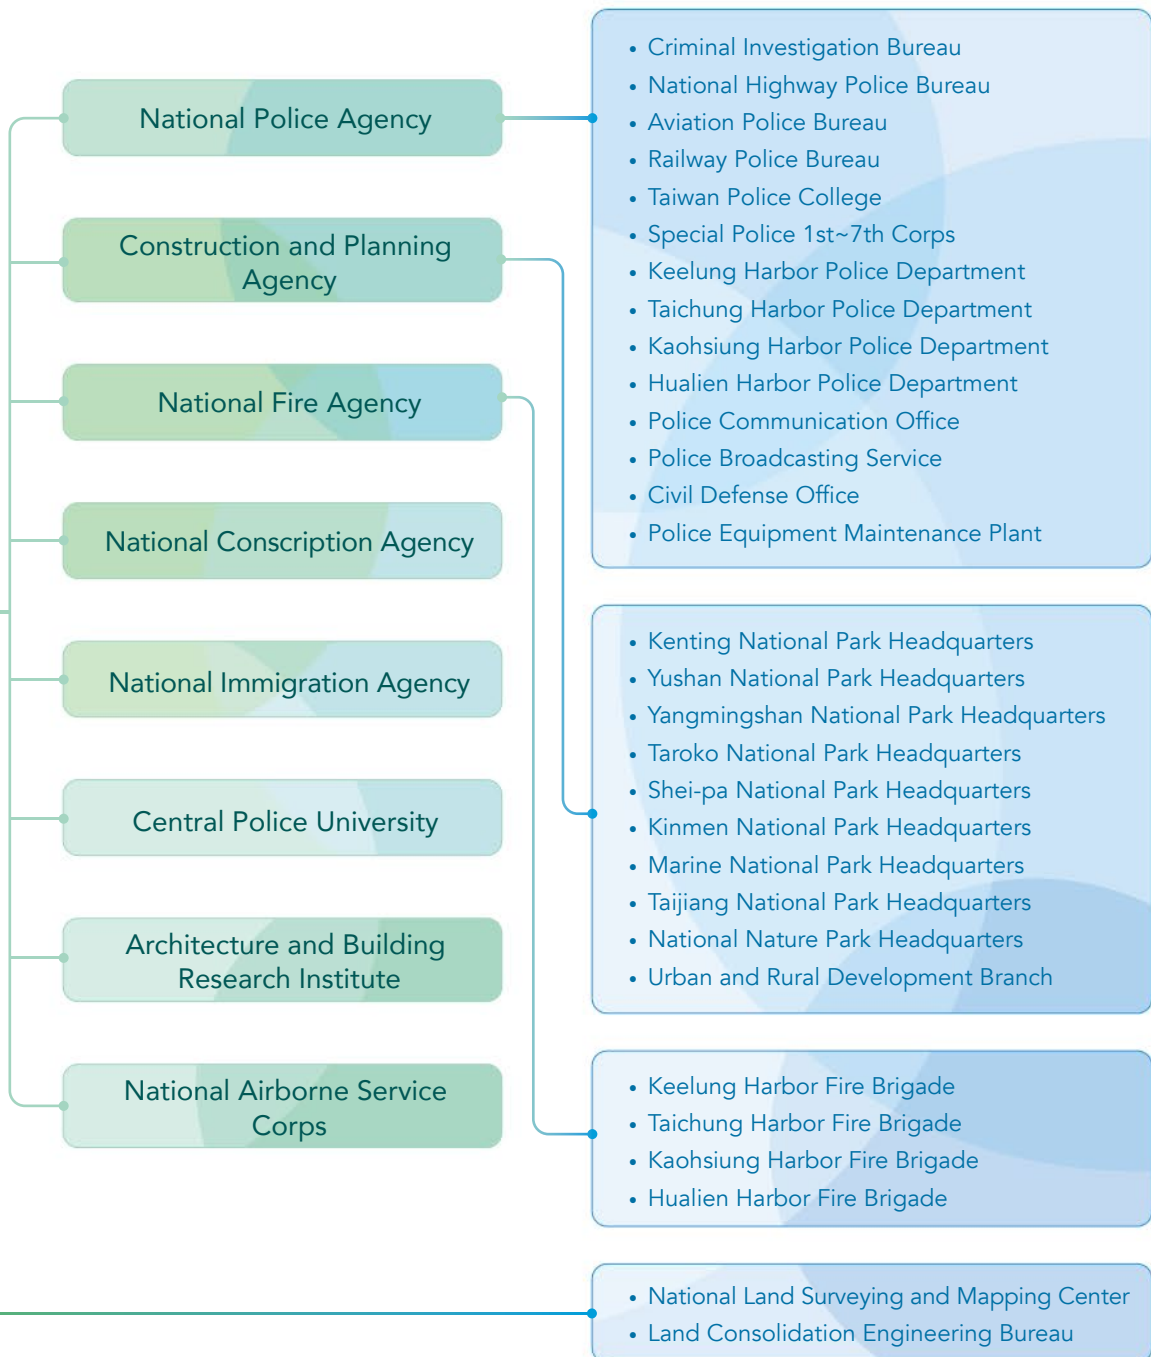 National Police Agency
Construction and Planning
Agency
National Fire Agency
National Conscription Agency
National Immigration Agency
Central Police University
Architecture and Building
Research Institute
National Airborne Service
Corps
• Criminal Investigation Bureau
• National Highway Police Bureau
• Aviation Police Bureau
• Railway Police Bureau
• Taiwan Police College
• Special Police 1st~7th Corps
• Keelung Harbor Police Department
• Taichung Harbor Police Department
• Kaohsiung Harbor Police Department
• Hualien Harbor Police Department
• Police Communication Office
• Police Broadcasting Service
• Civil Defense Office
• Police Equipment Maintenance Plant
• Kenting National Park Headquarters
• Yushan National Park Headquarters
• Yangmingshan National Park Headquarters
• Taroko National Park Headquarters
• Shei-pa National Park Headquarters
• Kinmen National Park Headquarters
• Marine National Park Headquarters
• Taijiang National Park Headquarters
• National Nature Park Headquarters
• Urban and Rural Development Branch
• Keelung Harbor Fire Brigade
• Taichung Harbor Fire Brigade
• Kaohsiung Harbor Fire Brigade
• Hualien Harbor Fire Brigade
• National Land Surveying and Mapping Center
• Land Consolidation Engineering Bureau